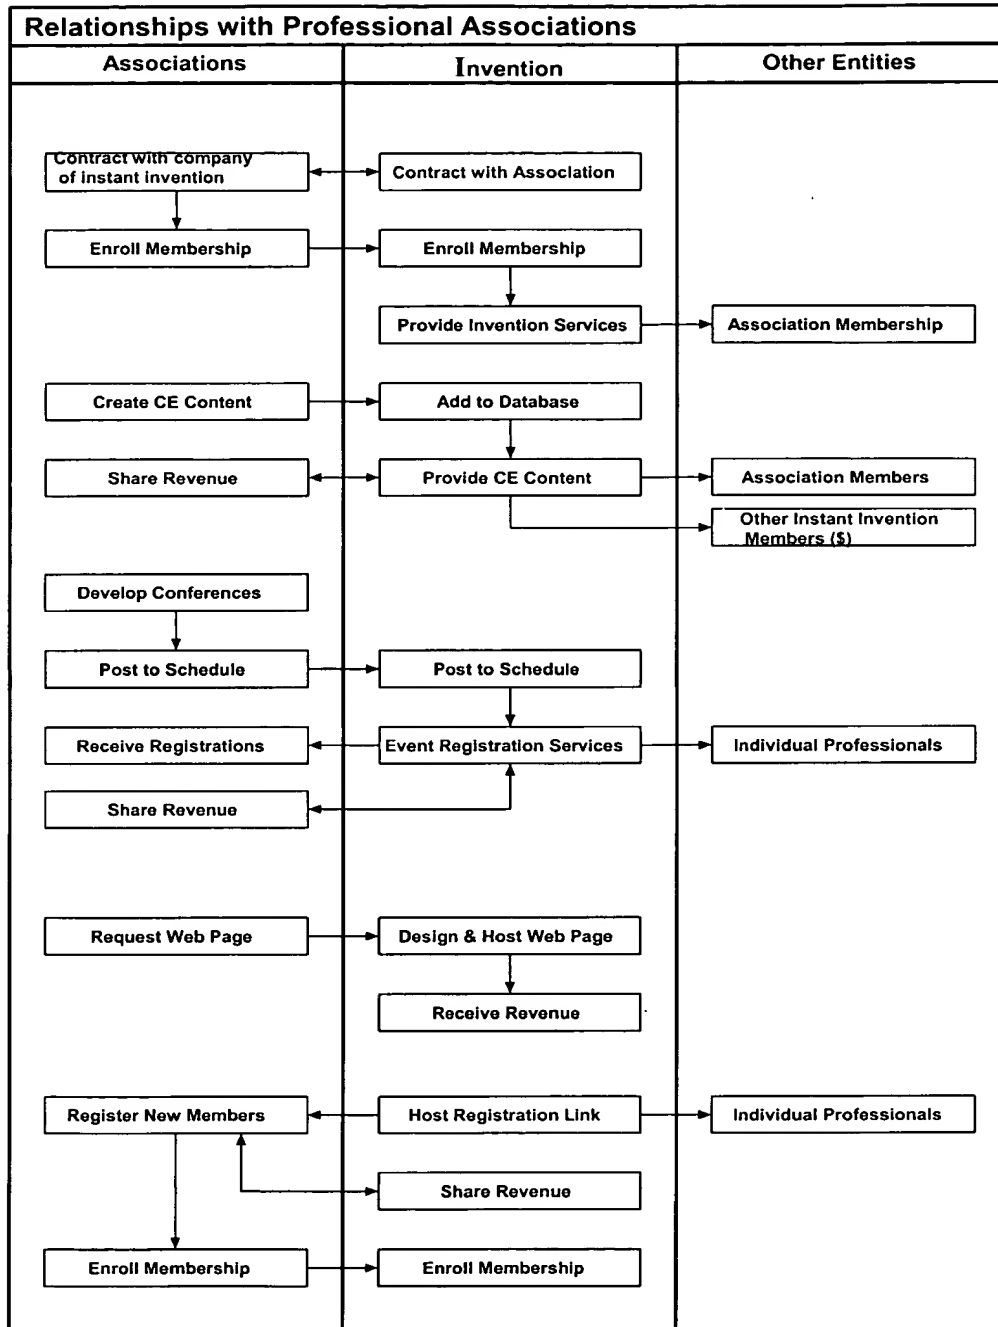 Relationships with Professional Associations
Associations
Invention
Other Entities
Contract with company
of instant invention
Contract with Association
Enroll Membership
Enroll Membership
Provide Invention Services
Association Membership
Create CE Content
Add to Database
Share Revenue
Provide CE Content
Association Members
Other Instant Invention
Members ($)
Develop Conferences
Post to Schedule
Post to Schedule
Receive Registrations
Event Registration Services
Individual Professionals
Share Revenue
Request Web Page
Design & Host Web Page
Receive Revenue
Register New Members
Host Registration Link
Individual Professionals
Share Revenue
Enroll Membership
Enroll Membership